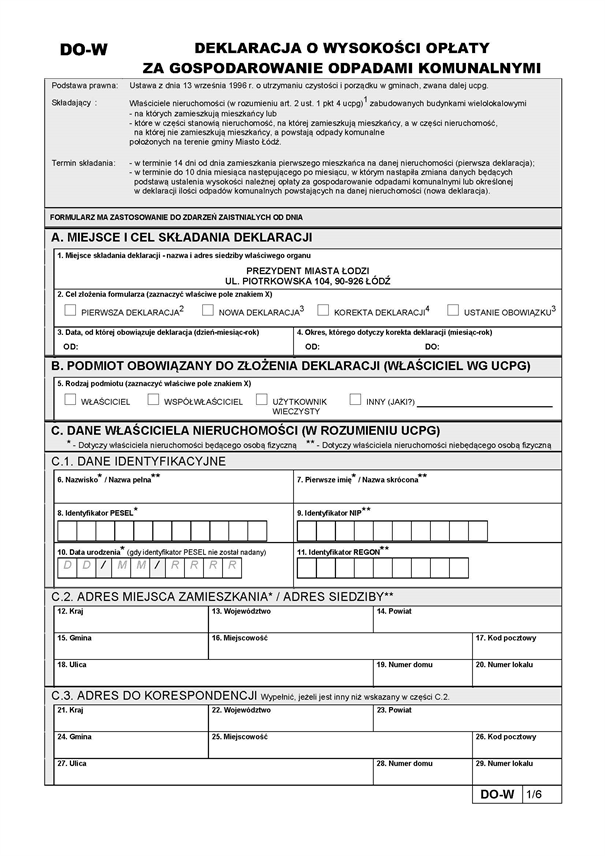 DO-W
DEKLARACJA O WYSOKOŚCI OPŁATY
ZA GOSPODAROWANIE ODPADAMI KOMUNALNYMI
Podstawa prawna: Ustawa z dnia 13 września 1996 r. o utrzymaniu czystości i porządku w gminach, zwana dalej ucpg.
Składający : Właściciele nieruchomości (w rozumieniu art. 2 ust. 1 pkt 4 ucpg)1 zabudowanych budynkami wielolokalowymi
- na których zamieszkują mieszkańcy lub
- które w części stanowią nieruchomość, na której zamieszkują mieszkańcy, a w części nieruchomość,
na której nie zamieszkują mieszkańcy, a powstają odpady komunalne
położonych na terenie gminy Miasto Łódź.
Termin składania: - w terminie 14 dni od dnia zamieszkania pierwszego mieszkańca na danej nieruchomości (pierwsza deklaracja);
- w terminie do 10 dnia miesiąca następującego po miesiącu, w którym nastąpiła zmiana danych będących
podstawą ustalenia wysokości należnej opłaty za gospodarowanie odpadami komunalnymi lub określonej
w deklaracji ilości odpadów komunalnych powstających na danej nieruchomości (nowa deklaracja).
FORMULARZ MA ZASTOSOWANIE DO ZDARZEŃ ZAISTNIAŁYCH OD DNIA
A. MIEJSCE I CEL SKŁADANIA DEKLARACJI
1. Miejsce składania deklaracji - nazwa i adres siedziby właściwego organu
PREZYDENT MIASTA ŁODZI
UL. PIOTRKOWSKA 104, 90-926 ŁÓDŹ
2. Cel złożenia formularza (zaznaczyć właściwe pole znakiem X)
PIERWSZA DEKLARACJA2 NOWA DEKLARACJA3 KOREKTA DEKLARACJI4 USTANIE OBOWIĄZKU3
3. Data, od której obowiązuje deklaracja (dzień-miesiąc-rok) 4. Okres, którego dotyczy korekta deklaracji (miesiąc-rok)
OD: OD: DO:
B. PODMIOT OBOWIĄZANY DO ZŁOŻENIA DEKLARACJI (WŁAŚCICIEL WG UCPG)
5. Rodzaj podmiotu (zaznaczyć właściwe pole znakiem X)
WŁAŚCICIEL WSPÓŁWŁAŚCICIEL UŻYTKOWNIK INNY (JAKI?)
WIECZYSTY
C. DANE WŁAŚCICIELA NIERUCHOMOŚCI (W ROZUMIENIU UCPG)
* - Dotyczy właściciela nieruchomości będącego osobą fizyczną ** - Dotyczy właściciela nieruchomości niebędącego osobą fizyczną
C.1. DANE IDENTYFIKACYJNE
6. Nazwisko* / Nazwa pełna** 7. Pierwsze imię* / Nazwa skrócona**
8. Identyfikator PESEL* 9. Identyfikator NIP**
10. Data urodzenia* (gdy identyfikator PESEL nie został nadany) 11. Identyfikator REGON**
D D / M M / R R R R
C.2. ADRES MIEJSCA ZAMIESZKANIA* / ADRES SIEDZIBY**
12. Kraj 13. Województwo 14. Powiat
15. Gmina 16. Miejscowość 17. Kod pocztowy
18. Ulica 19. Numer domu 20. Numer lokalu
C.3. ADRES DO KORESPONDENCJI Wypełnić, jeżeli jest inny niż wskazany w części C.2.
21. Kraj 22. Województwo 23. Powiat
24. Gmina 25. Miejscowość 26. Kod pocztowy
27. Ulica 28. Numer domu 29. Numer lokalu
DO-W 1/6